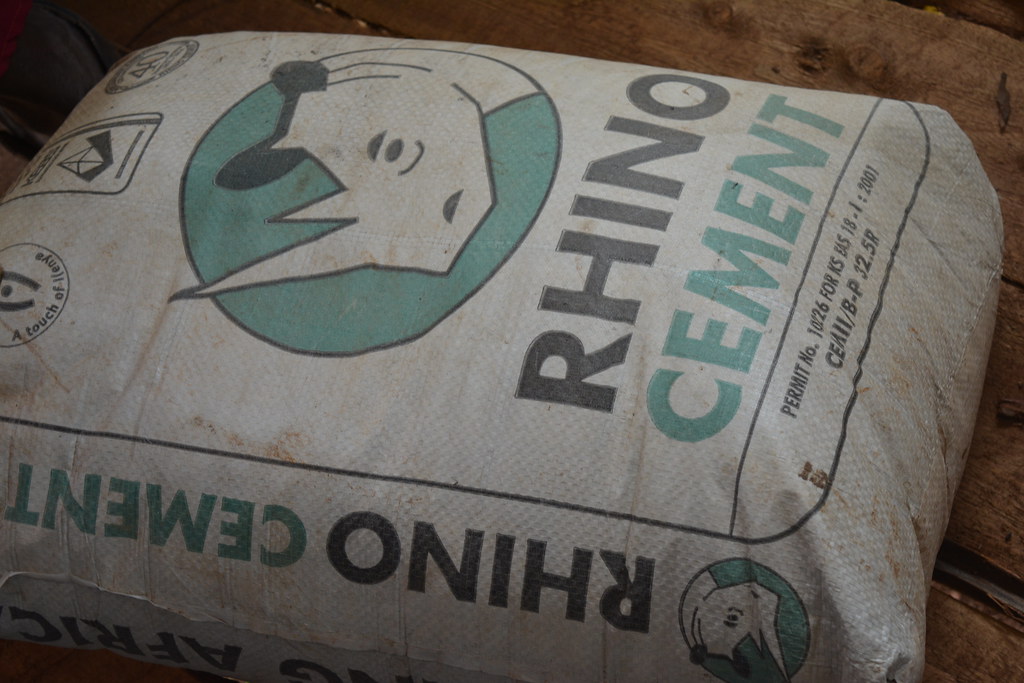 RHINO
CEMENT
PERMIT No. 1026 FOR KS EAS 18-1: 2001
CEM II/B-P 32.5R
A touch of
RHINO CEMENT
AFRICA